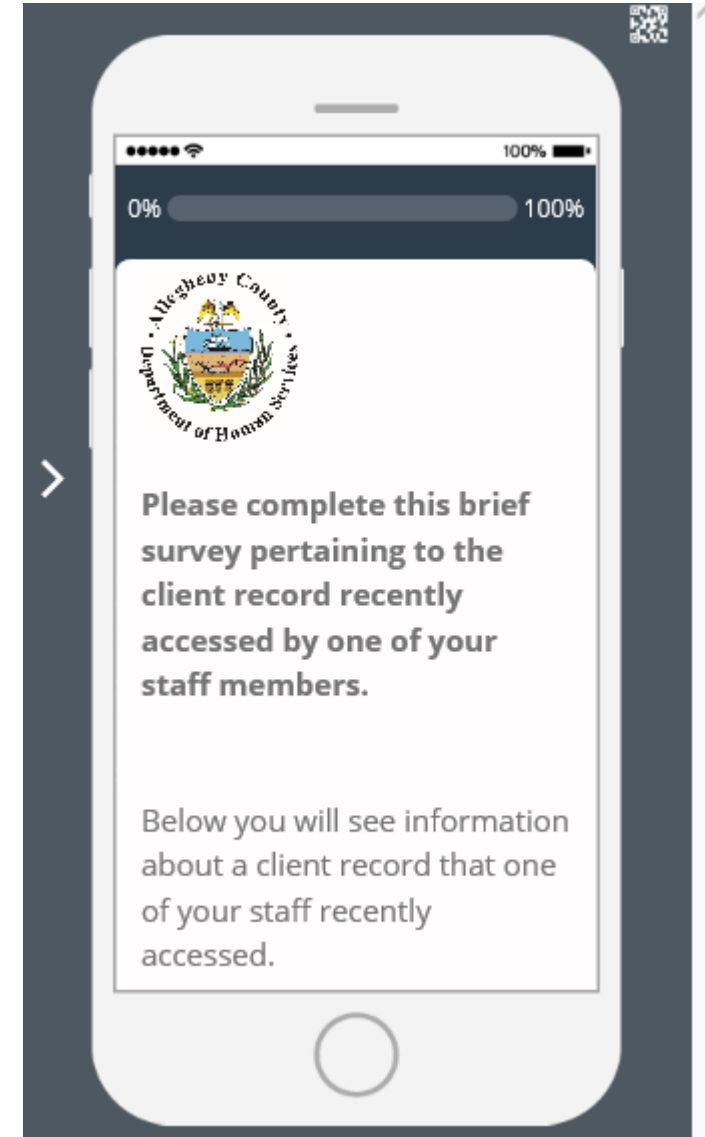 100%
0% 100%
Allegheny County
Department of Human Services
Please complete this brief
survey pertaining to the
client record recently
accessed by one of your
staff members.
Below you will see information
about a client record that one
of your staff recently
accessed.